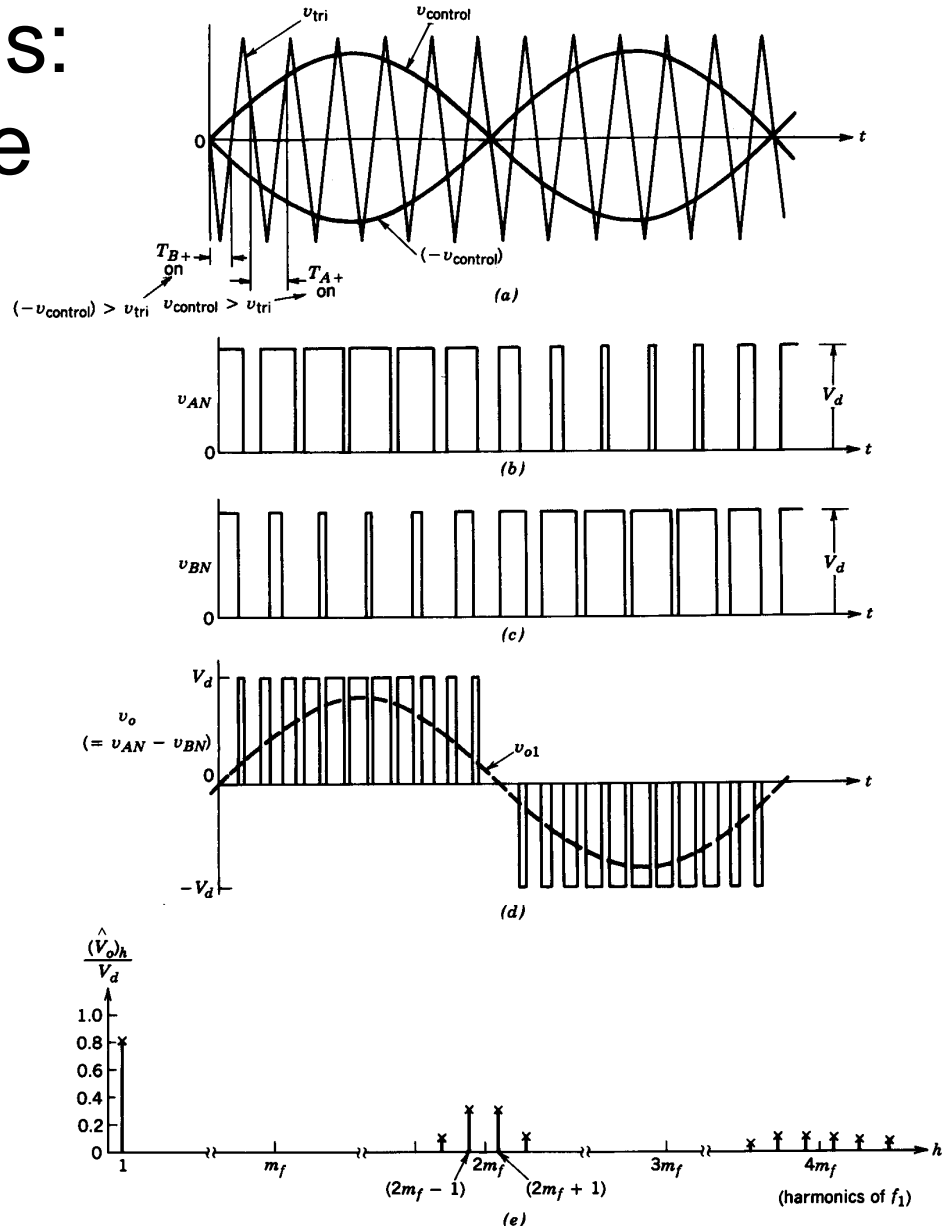 s:
e
v_tri
v_control
0
t
(−v_control)
T_B+
on
T_A+
on
(−v_control) > v_tri
v_control > v_tri
(a)
v_AN
V_d
0
t
(b)
v_BN
V_d
0
t
(c)
V_d
v_o
(= v_AN − v_BN)
v_o1
0
t
−V_d
(d)
(V̂_o)_h
V_d
1.0
0.8
0.6
0.4
0.2
0
1
m_f
2m_f
3m_f
4m_f
h
(2m_f − 1)
(2m_f + 1)
(harmonics of f_1)
(e)